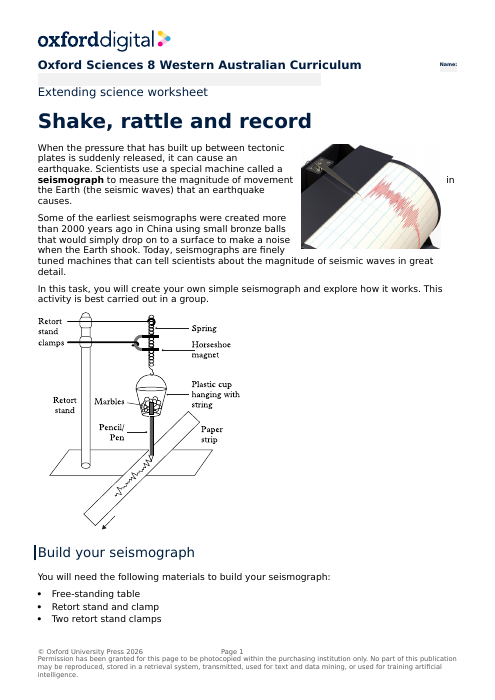 oxforddigital
Oxford Sciences 8 Western Australian Curriculum
Name:
Extending science worksheet
Shake, rattle and record
When the pressure that has built up between tectonic
plates is suddenly released, it can cause an
earthquake. Scientists use a special machine called a
seismograph to measure the magnitude of movement in
the Earth (the seismic waves) that an earthquake
causes.
Some of the earliest seismographs were created more
than 2000 years ago in China using small bronze balls
that would simply drop on to a surface to make a noise
when the Earth shook. Today, seismographs are finely
tuned machines that can tell scientists about the magnitude of seismic waves in great
detail.
In this task, you will create your own simple seismograph and explore how it works. This
activity is best carried out in a group.
Retort
stand
clamps
Spring
Horseshoe
magnet
Plastic cup
hanging with
string
Retort
stand
Marbles
Pencil/
Pen
Paper
strip
Build your seismograph
You will need the following materials to build your seismograph:
• Free-standing table
• Retort stand and clamp
• Two retort stand clamps
© Oxford University Press 2026 Page 1
Permission has been granted for this page to be photocopied within the purchasing institution only. No part of this publication
may be reproduced, stored in a retrieval system, transmitted, used for text and data mining, or used for training artificial
intelligence.